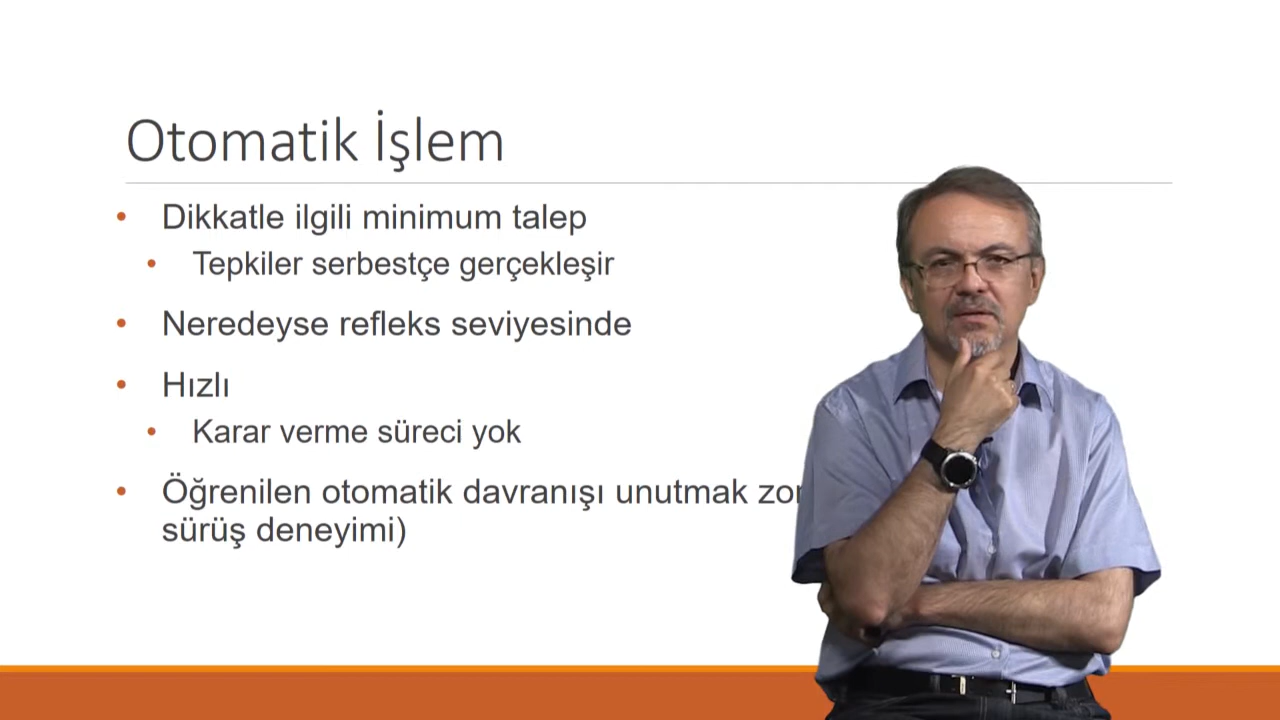 Otomatik İşlem
• Dikkatle ilgili minimum talep
• Tepkiler serbestçe gerçekleşir
• Neredeyse refleks seviyesinde
• Hızlı
• Karar verme süreci yok
• Öğrenilen otomatik davranışı unutmak
sürüş deneyimi)